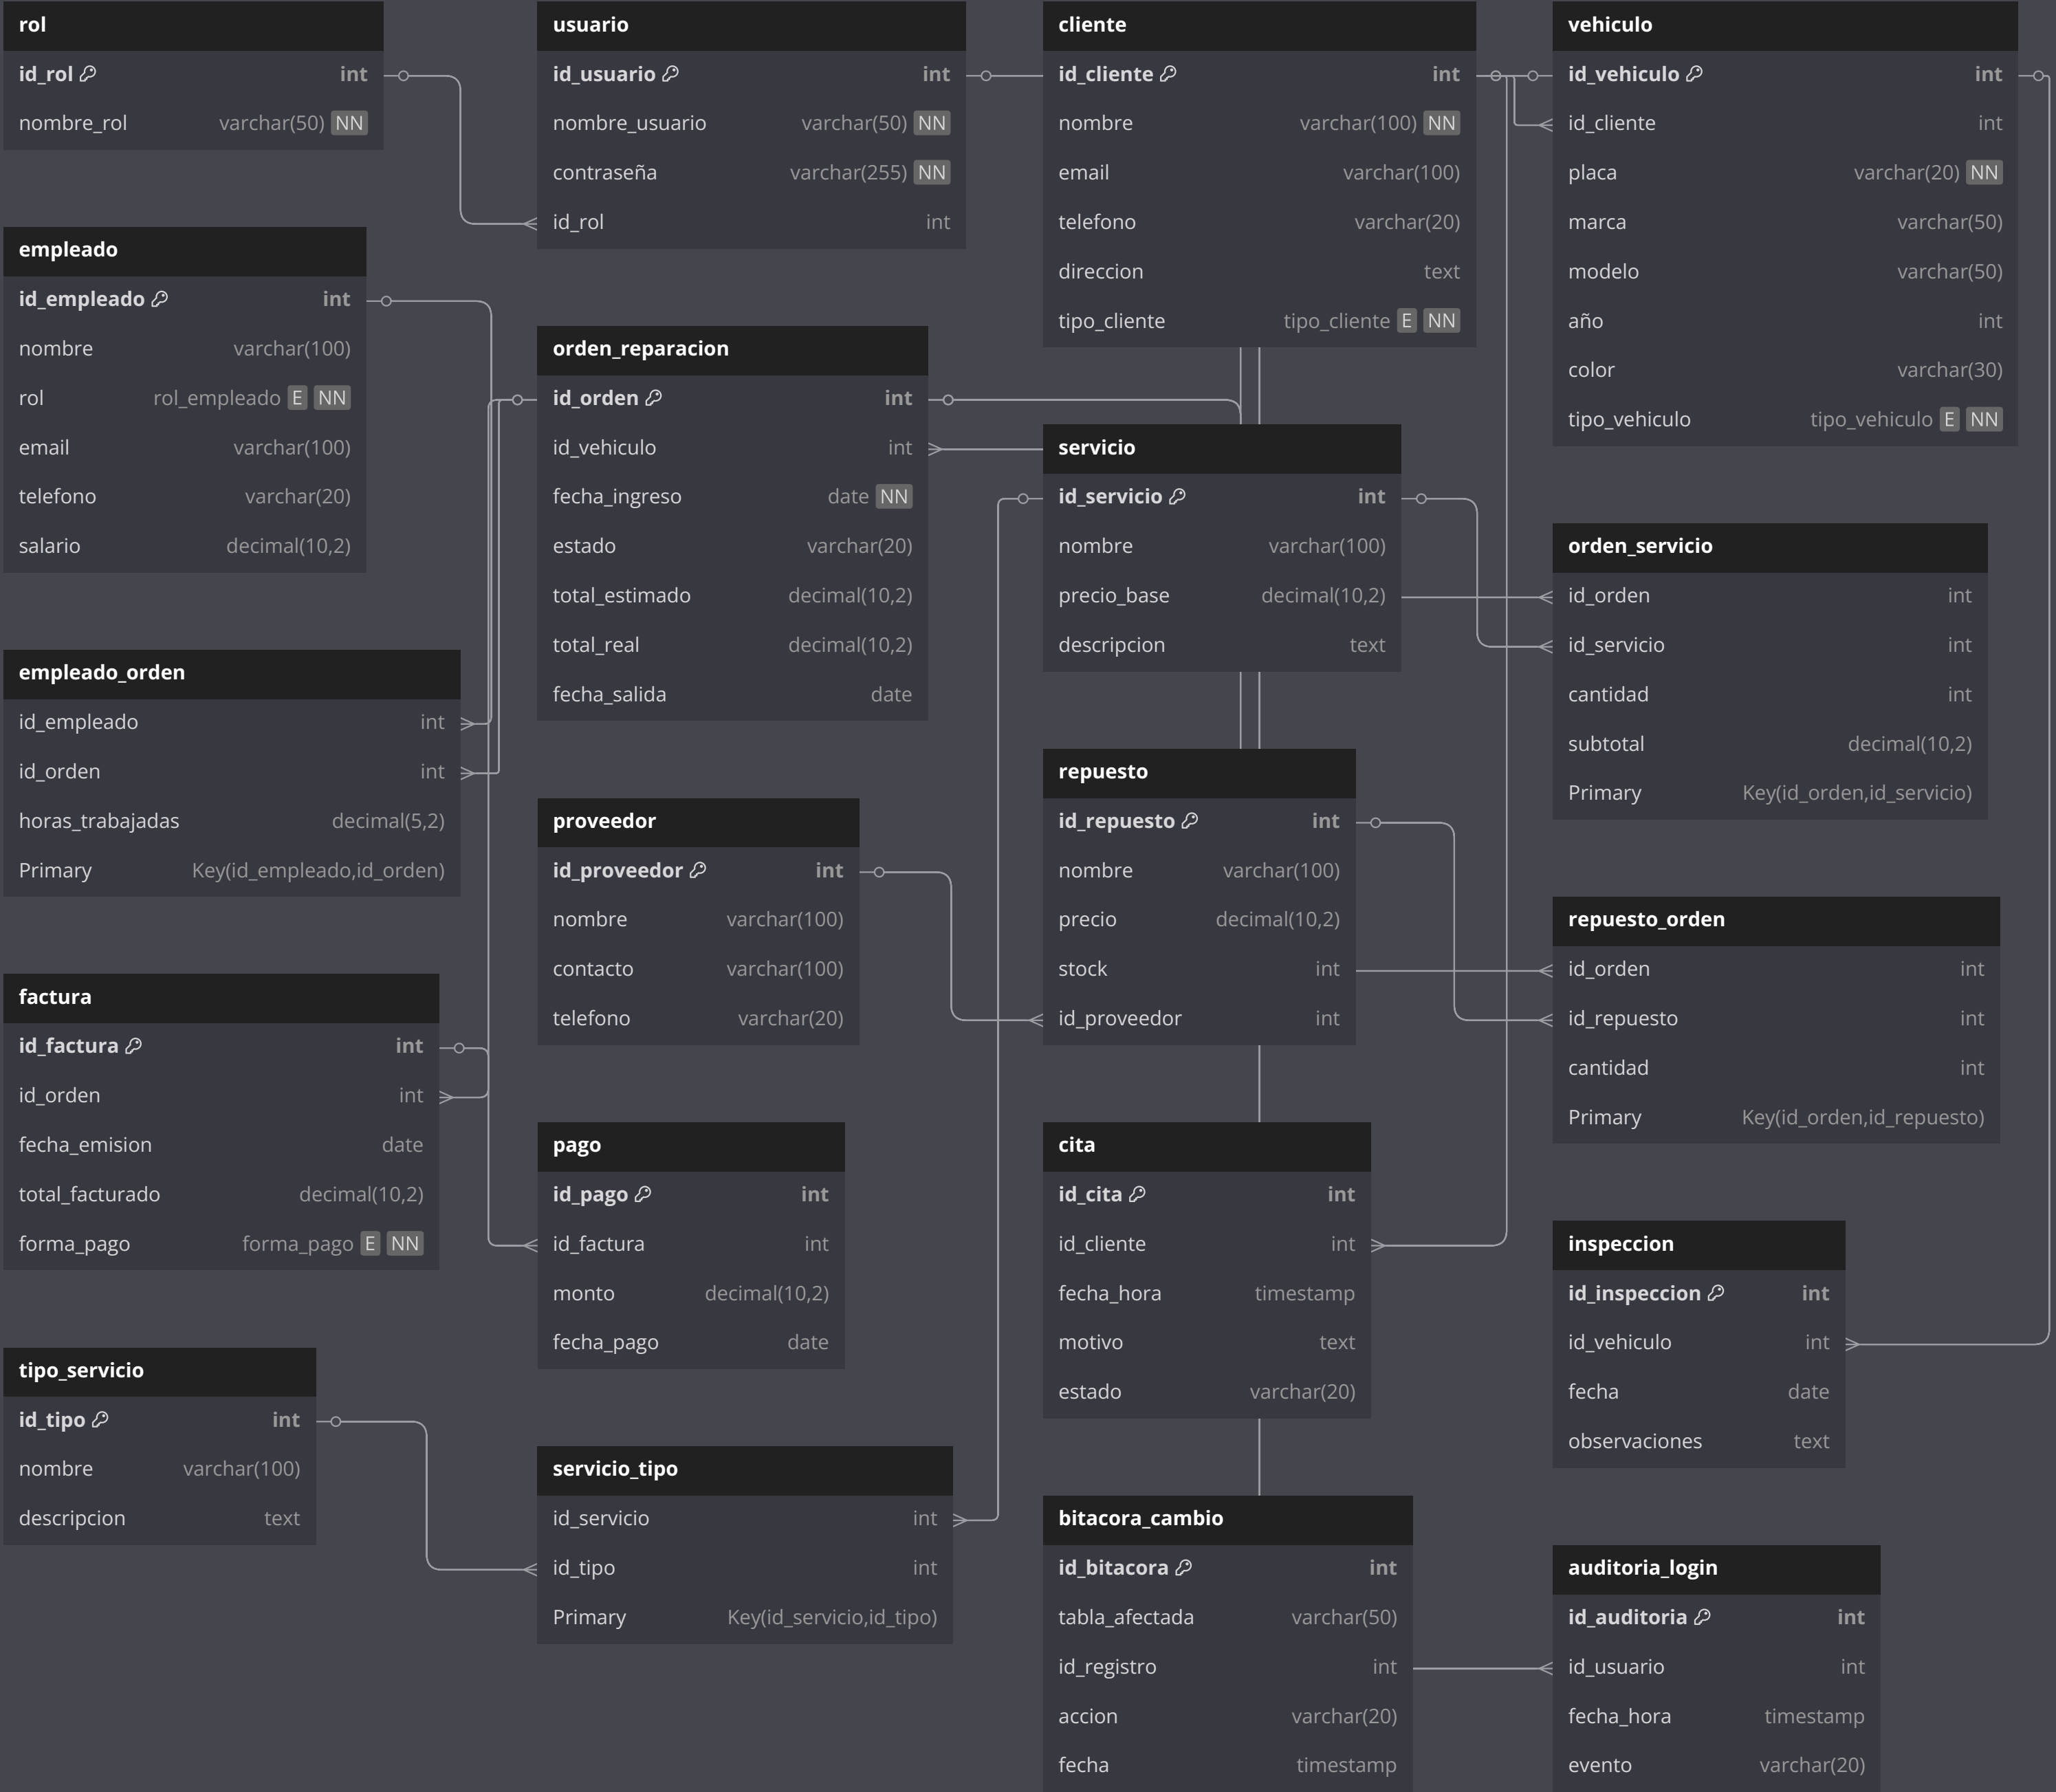 rol
id_rol int
nombre_rol varchar(50) NN
usuario
id_usuario int
nombre_usuario varchar(50) NN
contraseña varchar(255) NN
id_rol int
cliente
id_cliente int
nombre varchar(100) NN
email varchar(100)
telefono varchar(20)
direccion text
tipo_cliente tipo_cliente E NN
vehiculo
id_vehiculo int
id_cliente int
placa varchar(20) NN
marca varchar(50)
modelo varchar(50)
año int
color varchar(30)
tipo_vehiculo tipo_vehiculo E NN
empleado
id_empleado int
nombre varchar(100)
rol rol_empleado E NN
email varchar(100)
telefono varchar(20)
salario decimal(10,2)
orden_reparacion
id_orden int
id_vehiculo int
fecha_ingreso date NN
estado varchar(20)
total_estimado decimal(10,2)
total_real decimal(10,2)
fecha_salida date
servicio
id_servicio int
nombre varchar(100)
precio_base decimal(10,2)
descripcion text
orden_servicio
id_orden int
id_servicio int
cantidad int
subtotal decimal(10,2)
Primary Key(id_orden,id_servicio)
empleado_orden
id_empleado int
id_orden int
horas_trabajadas decimal(5,2)
Primary Key(id_empleado,id_orden)
proveedor
id_proveedor int
nombre varchar(100)
contacto varchar(100)
telefono varchar(20)
repuesto
id_repuesto int
nombre varchar(100)
precio decimal(10,2)
stock int
id_proveedor int
repuesto_orden
id_orden int
id_repuesto int
cantidad int
Primary Key(id_orden,id_repuesto)
factura
id_factura int
id_orden int
fecha_emision date
total_facturado decimal(10,2)
forma_pago forma_pago E NN
pago
id_pago int
id_factura int
monto decimal(10,2)
fecha_pago date
cita
id_cita int
id_cliente int
fecha_hora timestamp
motivo text
estado varchar(20)
inspeccion
id_inspeccion int
id_vehiculo int
fecha date
observaciones text
tipo_servicio
id_tipo int
nombre varchar(100)
descripcion text
servicio_tipo
id_servicio int
id_tipo int
Primary Key(id_servicio,id_tipo)
bitacora_cambio
id_bitacora int
tabla_afectada varchar(50)
id_registro int
accion varchar(20)
fecha timestamp
auditoria_login
id_auditoria int
id_usuario int
fecha_hora timestamp
evento varchar(20)